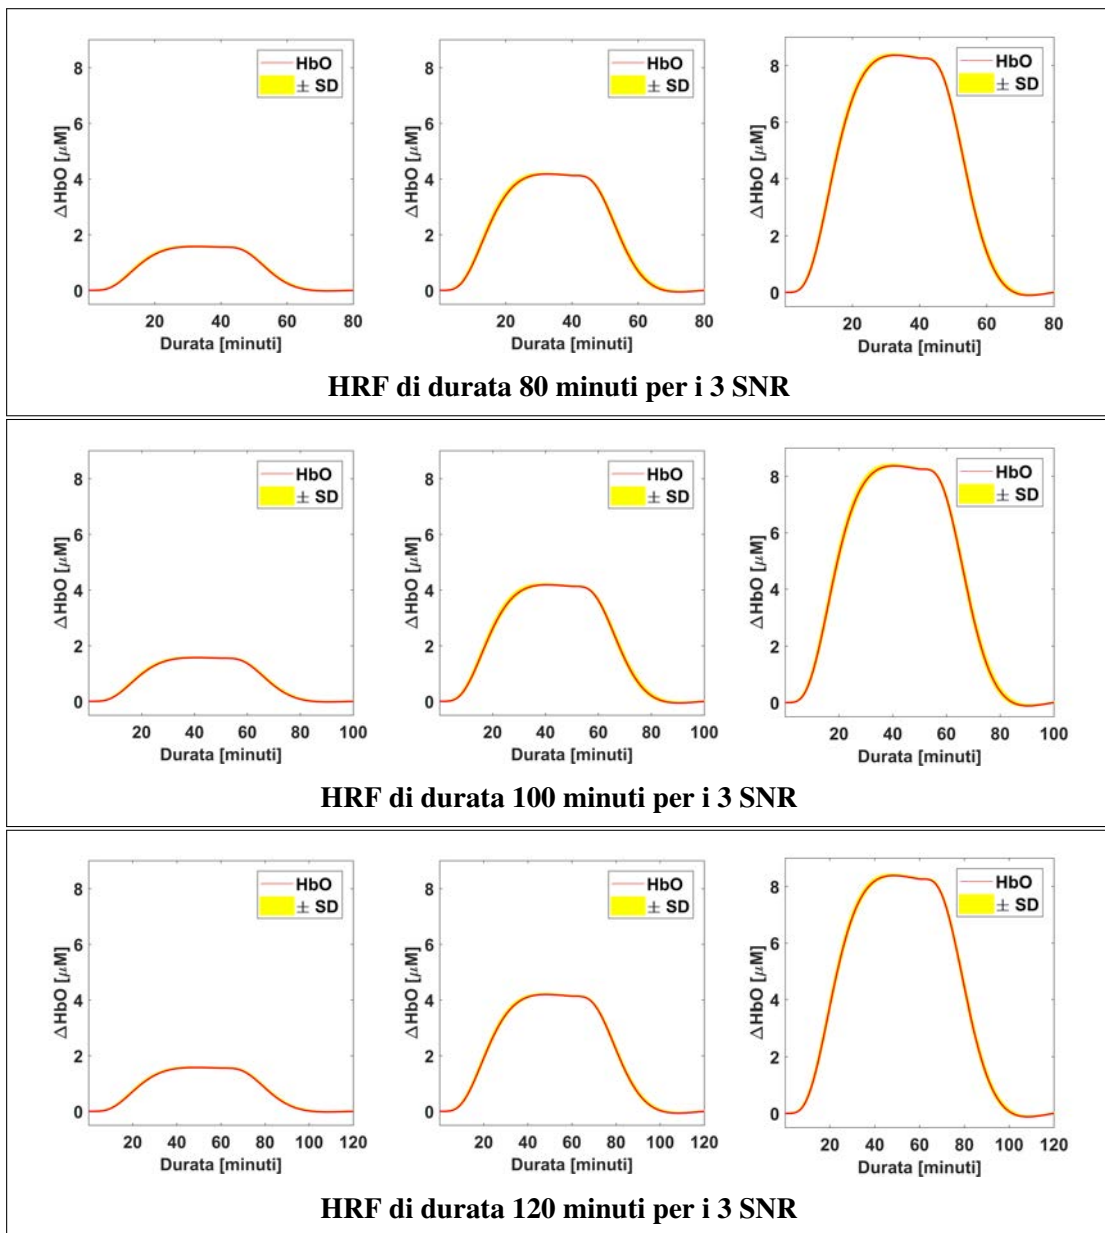 HbO
± SD
ΔHbO [μM]
8
6
4
2
0
20 40 60 80
Durata [minuti]
HbO
± SD
ΔHbO [μM]
8
6
4
2
0
20 40 60 80
Durata [minuti]
HbO
± SD
ΔHbO [μM]
8
6
4
2
0
20 40 60 80
Durata [minuti]
HRF di durata 80 minuti per i 3 SNR
HbO
± SD
ΔHbO [μM]
8
6
4
2
0
20 40 60 80 100
Durata [minuti]
HbO
± SD
ΔHbO [μM]
8
6
4
2
0
20 40 60 80 100
Durata [minuti]
HbO
± SD
ΔHbO [μM]
8
6
4
2
0
20 40 60 80 100
Durata [minuti]
HRF di durata 100 minuti per i 3 SNR
HbO
± SD
ΔHbO [μM]
8
6
4
2
0
20 40 60 80 100 120
Durata [minuti]
HbO
± SD
ΔHbO [μM]
8
6
4
2
0
20 40 60 80 100 120
Durata [minuti]
HbO
± SD
ΔHbO [μM]
8
6
4
2
0
20 40 60 80 100 120
Durata [minuti]
HRF di durata 120 minuti per i 3 SNR